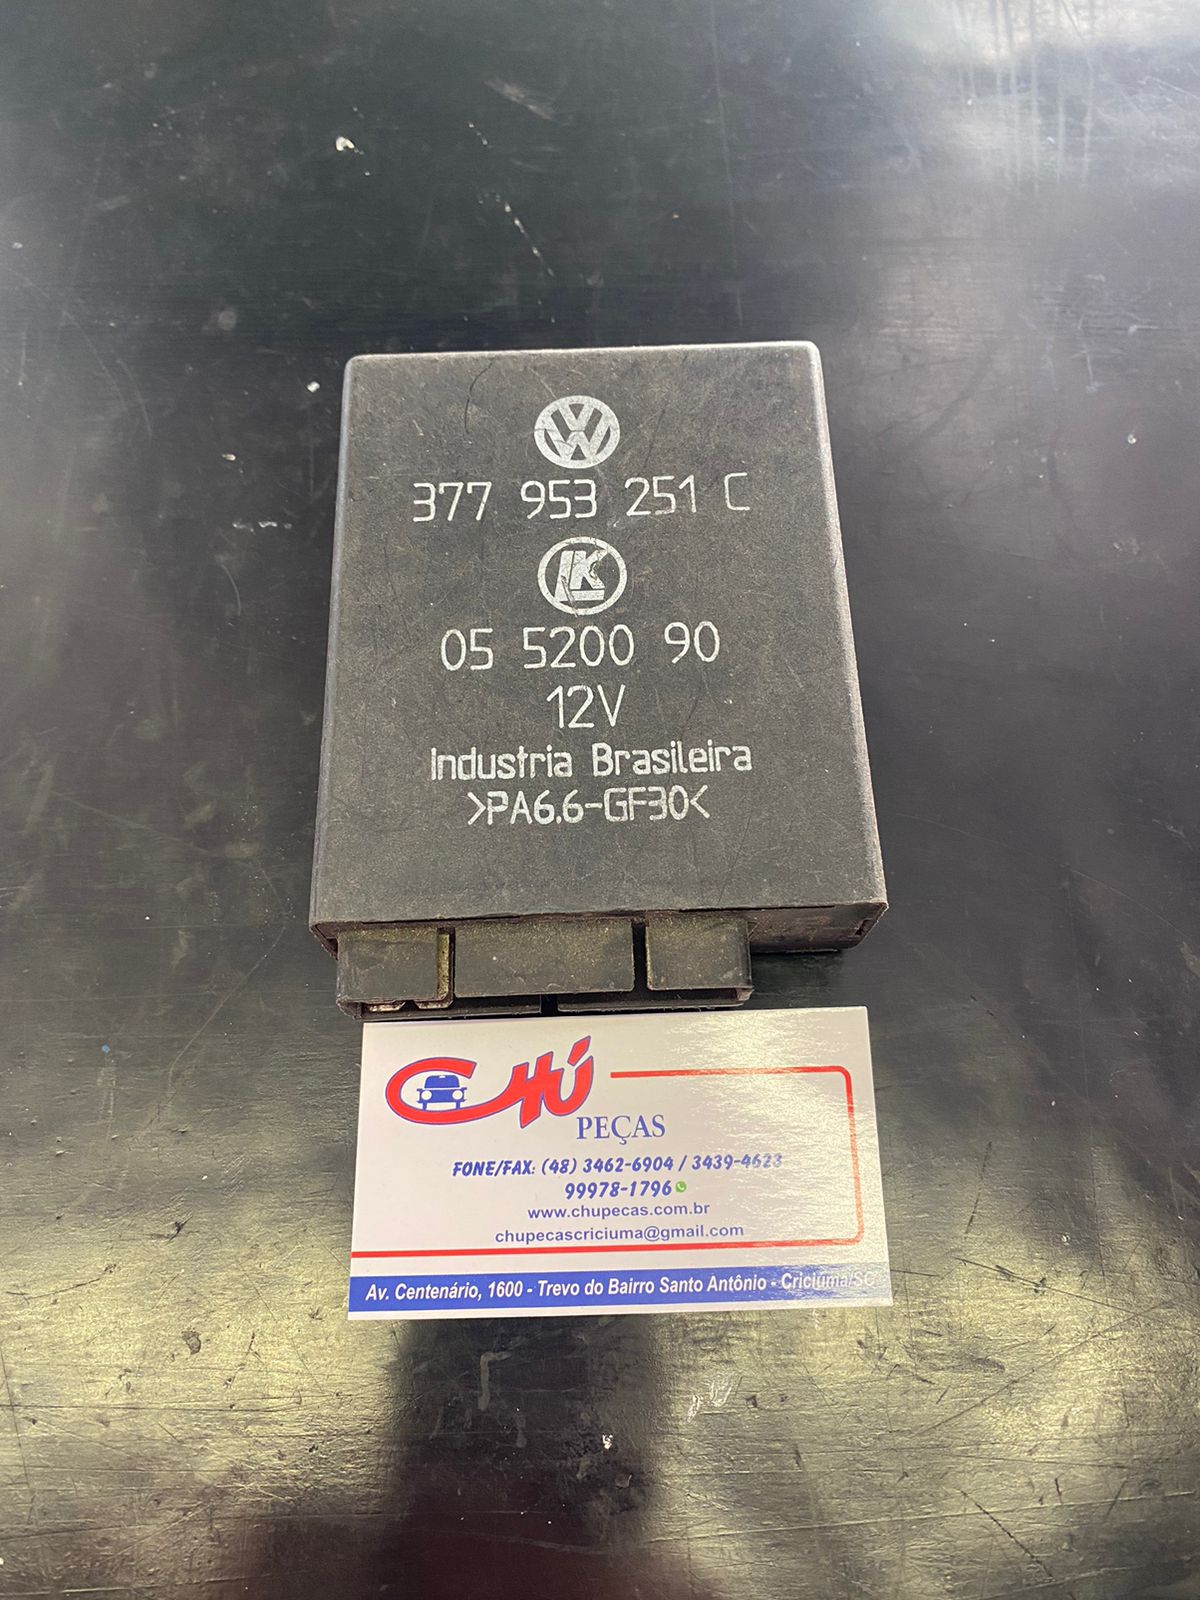 VW
377 953 251 C
LK
05 5200 90
12V
Industria Brasileira
>PA6.6-GF30<
CHÚ
PEÇAS
FONE/FAX: (48) 3462-6904 / 3439-4623
99978-1796
www.chupecas.com.br
chupecascriciuma@gmail.com
Av. Centenário, 1600 - Trevo do Bairro Santo Antônio - Criciúma/SC